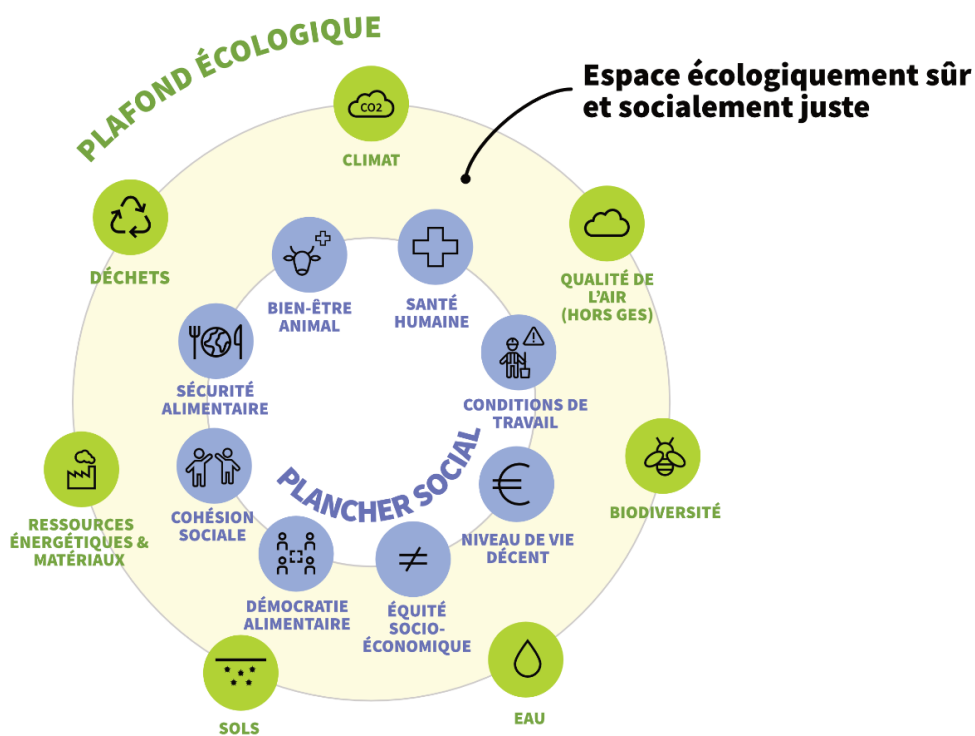 PLAFOND ÉCOLOGIQUE
Espace écologiquement sûr
et socialement juste
CO2
CLIMAT
DÉCHETS
QUALITÉ DE
L'AIR
(HORS GES)
BIEN-ÊTRE
ANIMAL
SANTÉ
HUMAINE
SÉCURITÉ
ALIMENTAIRE
CONDITIONS DE
TRAVAIL
PLANCHER SOCIAL
COHÉSION
SOCIALE
NIVEAU DE VIE
DÉCENT
RESSOURCES
ÉNERGÉTIQUES &
MATÉRIAUX
BIODIVERSITÉ
DÉMOCRATIE
ALIMENTAIRE
ÉQUITÉ
SOCIO-
ÉCONOMIQUE
SOLS
EAU